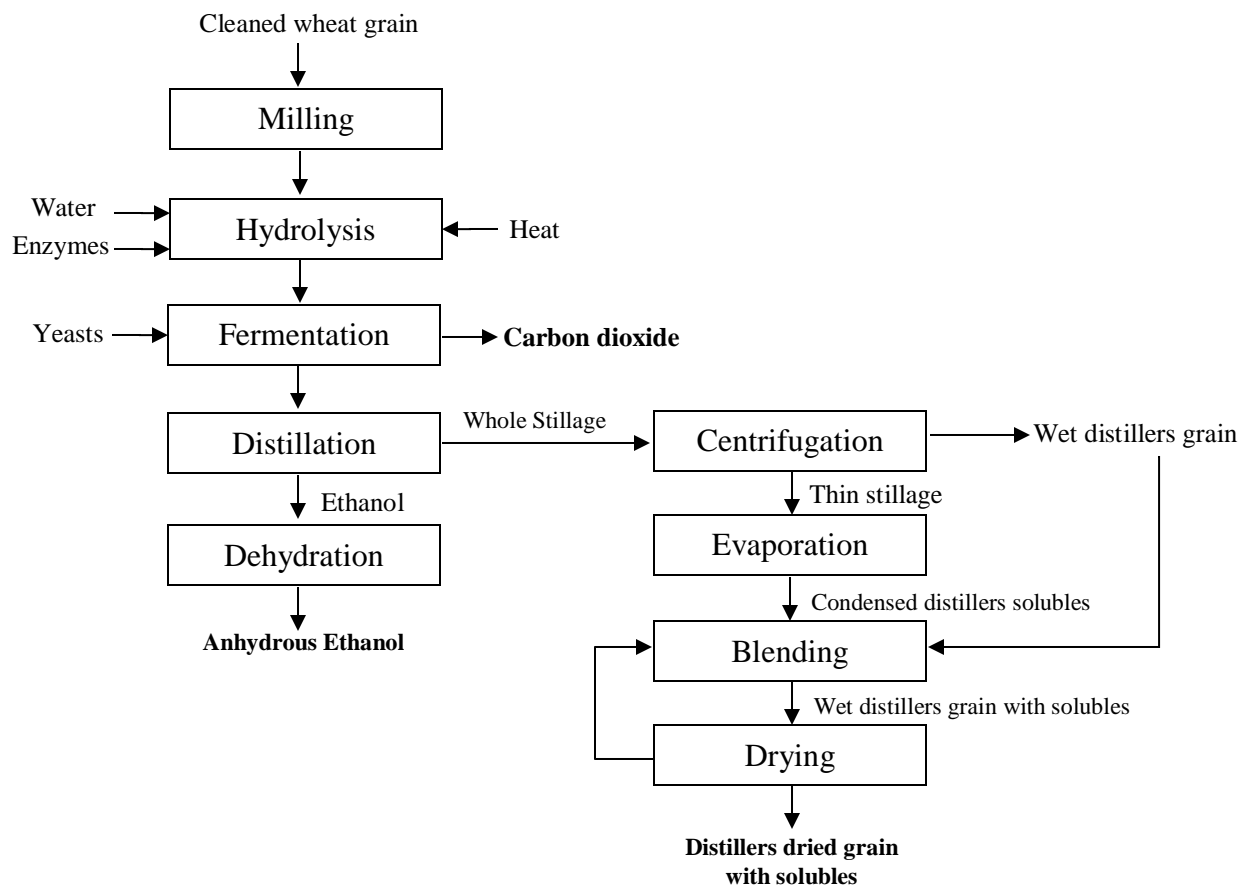 Cleaned wheat grain
Milling
Water
Enzymes
Hydrolysis
Heat
Yeasts
Fermentation
Carbon dioxide
Distillation
Whole Stillage
Centrifugation
Wet distillers grain
Ethanol
Thin stillage
Dehydration
Evaporation
Anhydrous Ethanol
Condensed distillers solubles
Blending
Wet distillers grain with solubles
Drying
Distillers dried grain
with solubles